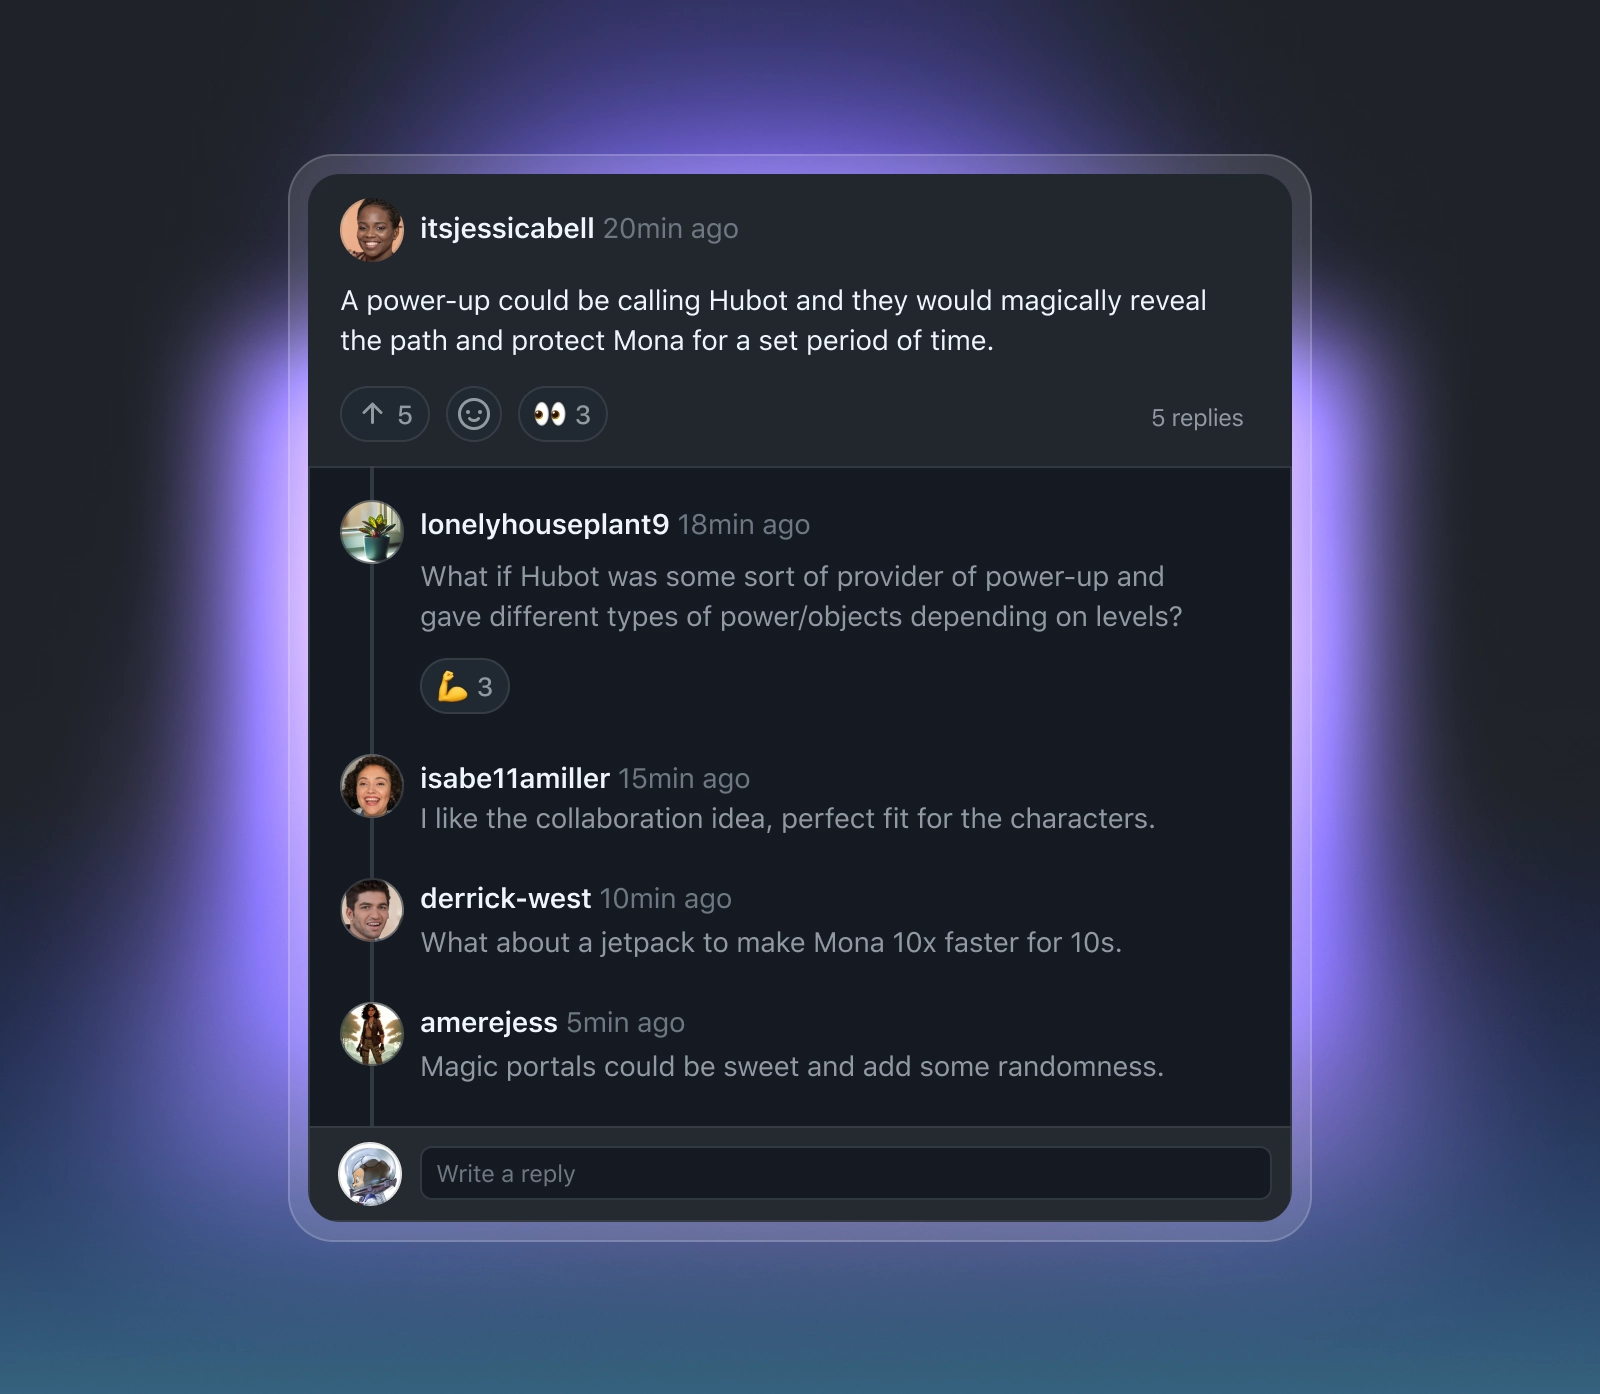 itsjessicabell 20min ago
A power-up could be calling Hubot and they would magically reveal
the path and protect Mona for a set period of time.
5 3 5 replies
lonelyhouseplant9 18min ago
What if Hubot was some sort of provider of power-up and
gave different types of power/objects depending on levels?
3
isabe11amiller 15min ago
I like the collaboration idea, perfect fit for the characters.
derrick-west 10min ago
What about a jetpack to make Mona 10x faster for 10s.
amerejess 5min ago
Magic portals could be sweet and add some randomness.
Write a reply